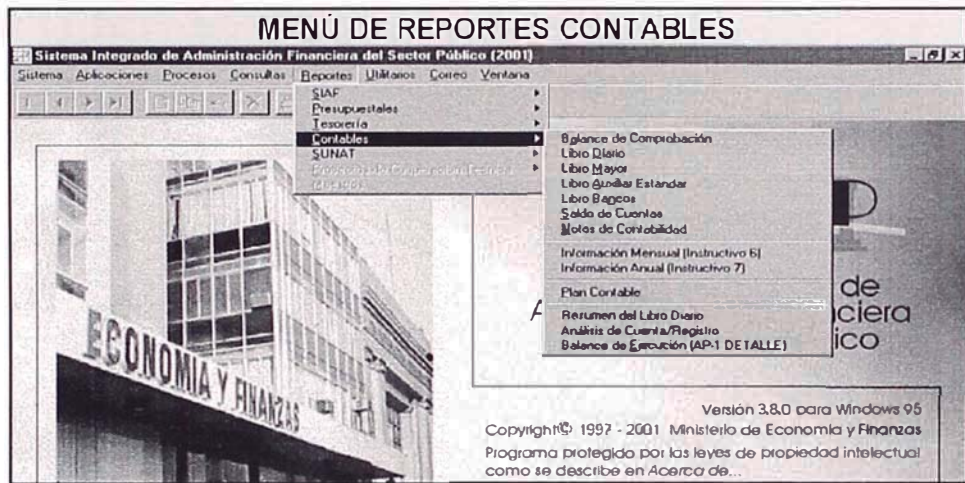 MENÚ DE REPORTES CONTABLES
Sistema Integrado de Administración Financiera del Sector Público (2001)
Sistema Aplicaciones Procesos Consultas Reportes Utilitarios Correo Ventana
SIAF
Presupuestales
Tesorería
Contables
SUNAT
Balance de Comprobación
Libro Diario
Libro Mayor
Libro Auxiliar Estándar
Libro Bancos
Saldo de Cuentas
Notas de Contabilidad
Información Mensual (Instructivo 6)
Información Anual (Instructivo 7)
Plan Contable
Resumen del Libro Diario
Análisis de Cuenta/Registro
Balance de Ejecución (AP-1 DETALLE)
de
A nciera
ico
ECONOMIA Y FINANZAS
Versión 3.8.0 para Windows 95
Copyright© 1997 - 2001 Ministerio de Economía y Finanzas
Programa protegido por las leyes de propiedad intelectual
como se describe en Acerca de...